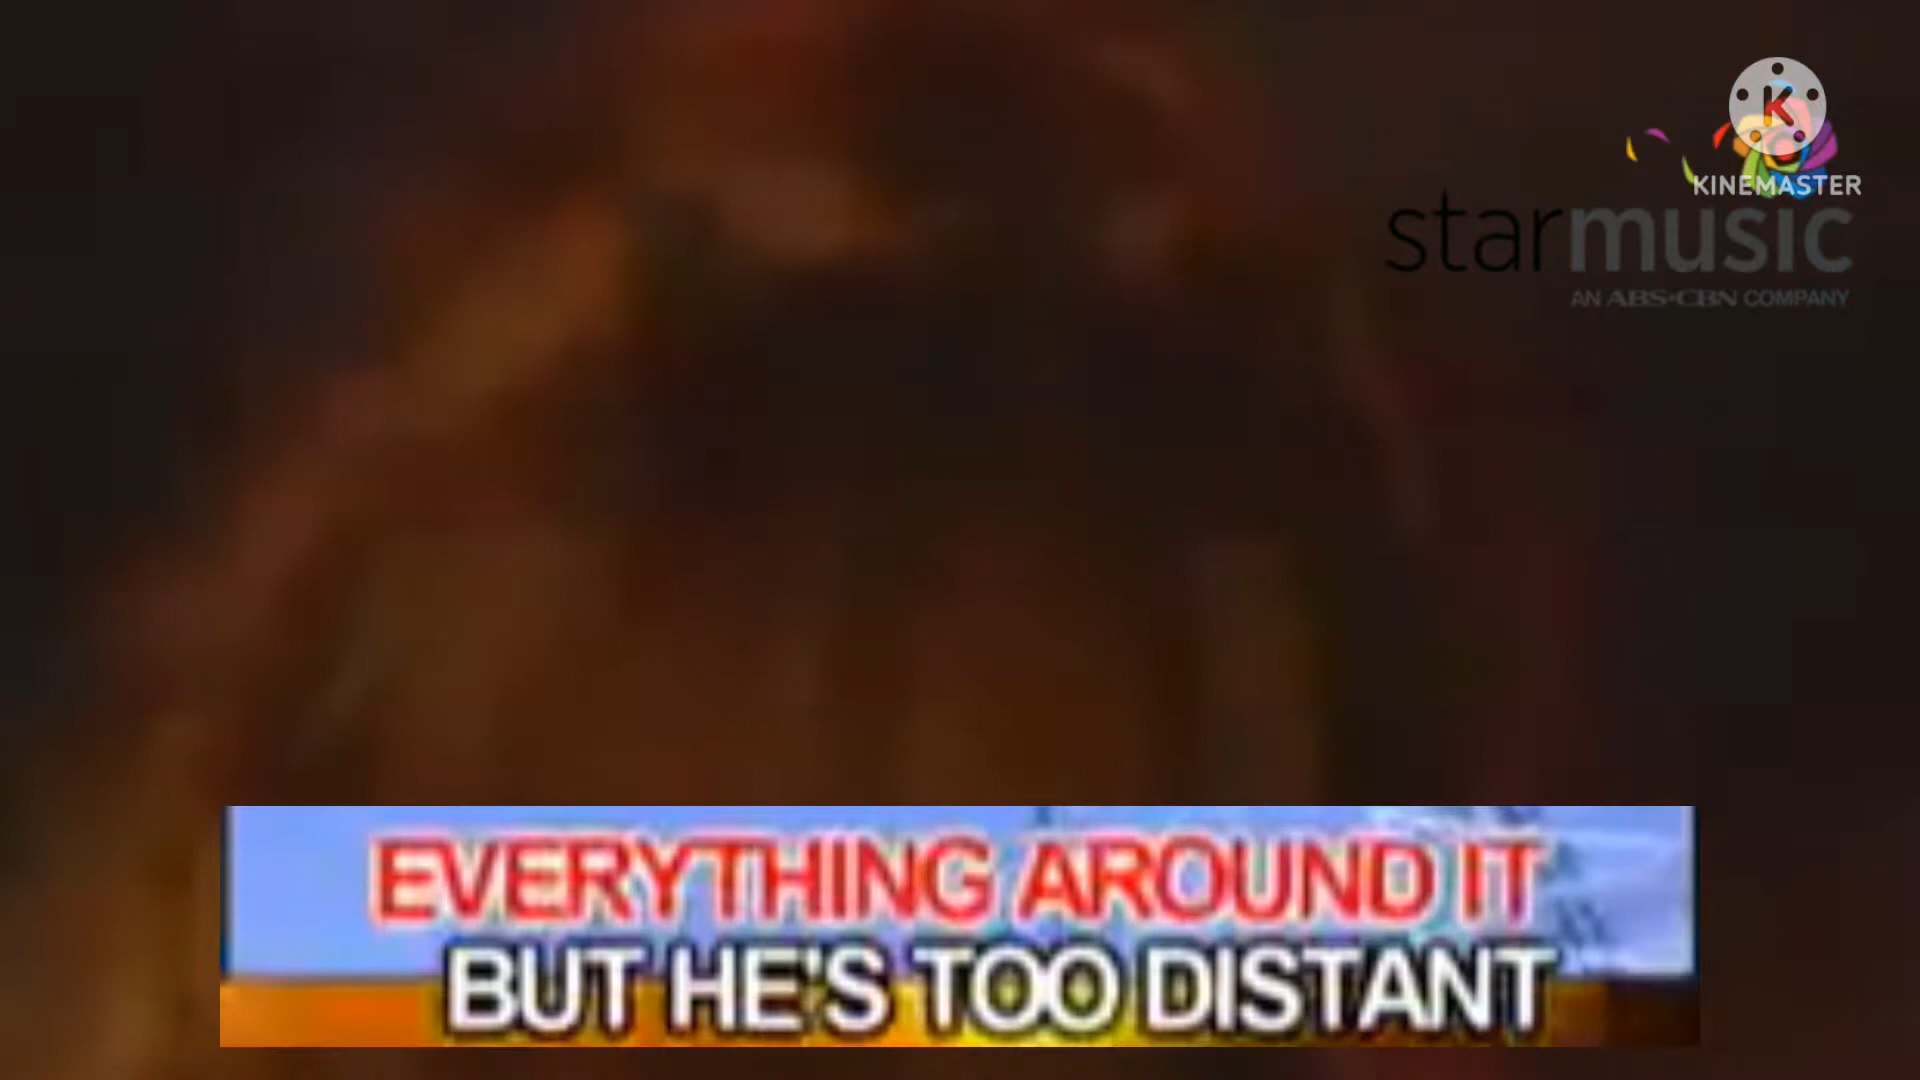 K
KINEMASTER
starmusic
AN ABS-CBN COMPANY
EVERYTHING AROUND IT
BUT HE'S TOO DISTANT